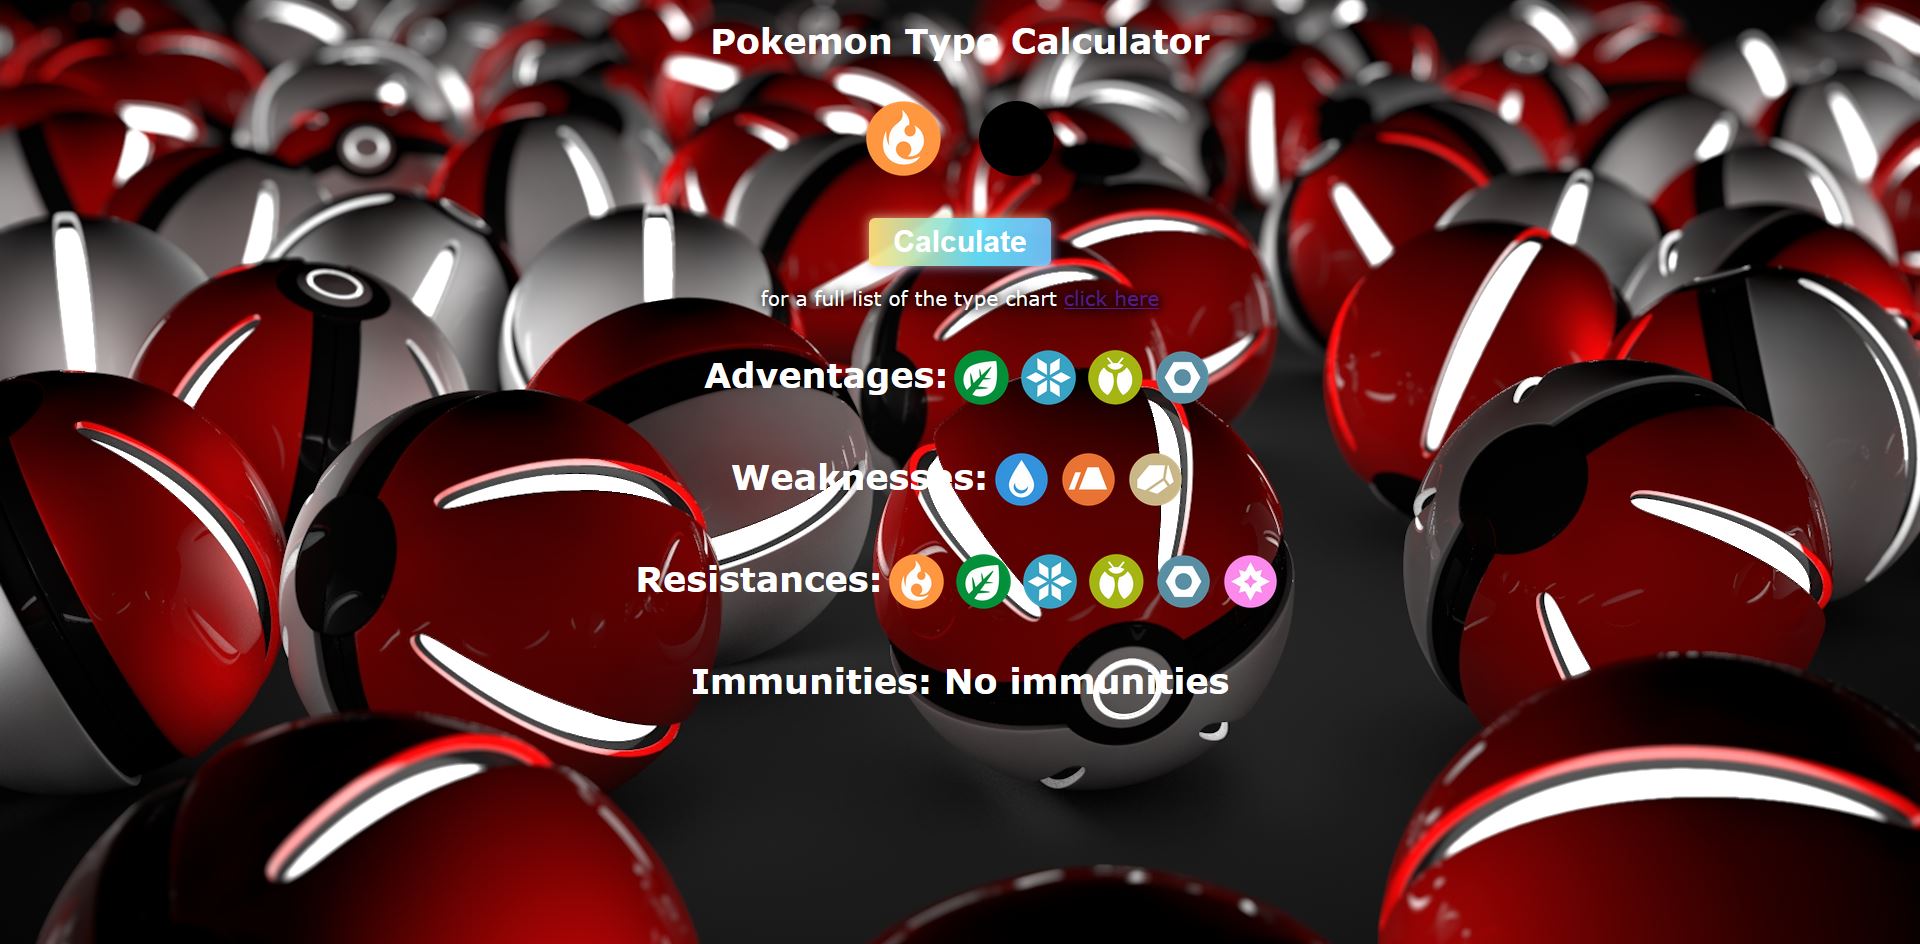 Pokemon Type Calculator
Calculate
for a full list of the type chart click here
Adventages:
Weaknesses:
Resistances:
Immunities: No immunities